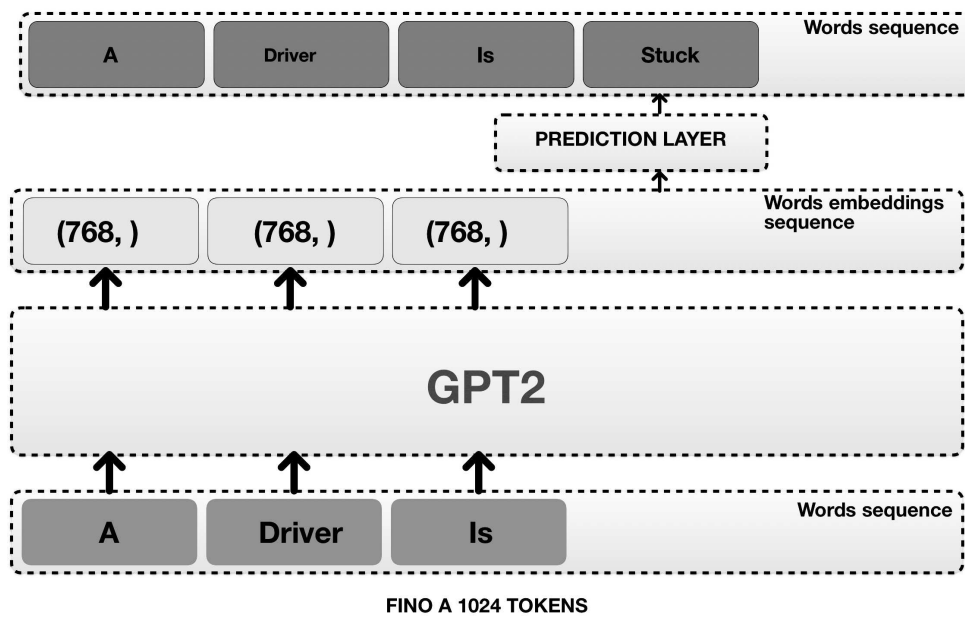 Words sequence
A Driver Is Stuck
PREDICTION LAYER
Words embeddings
sequence
(768, ) (768, ) (768, )
GPT2
Words sequence
A Driver Is
FINO A 1024 TOKENS